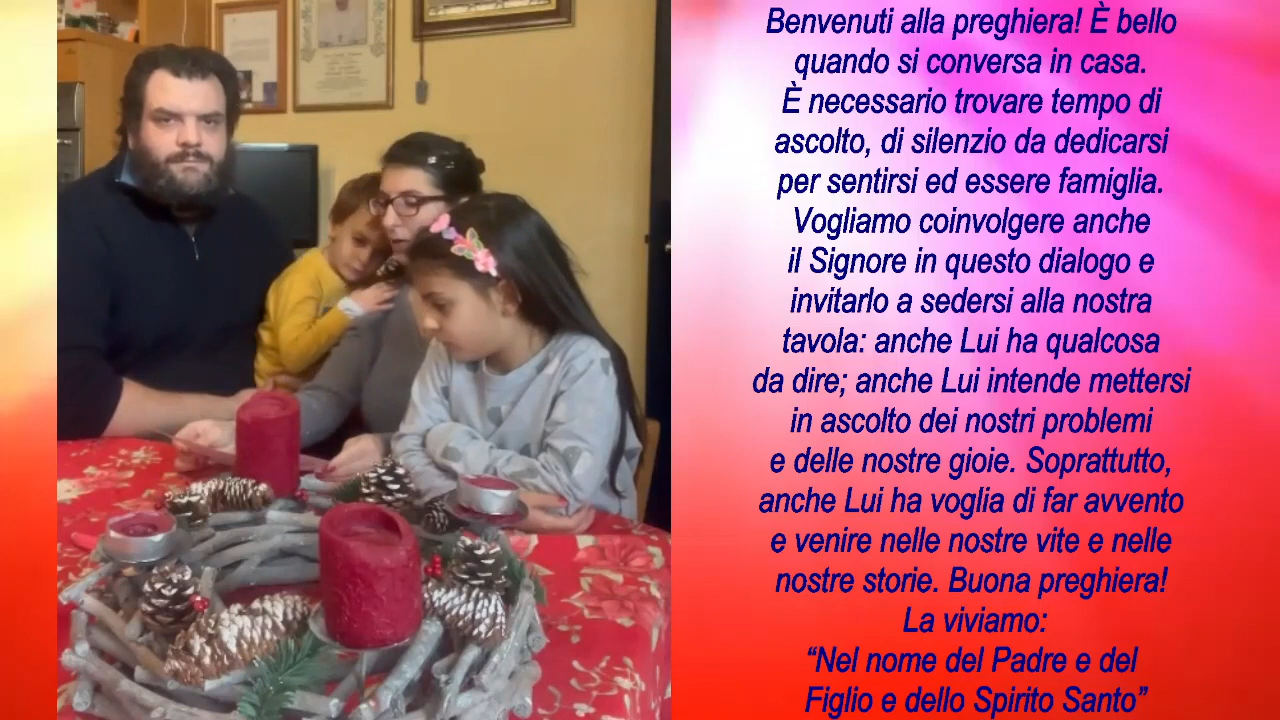 Benvenuti alla preghiera! È bello
quando si conversa in casa.
È necessario trovare tempo di
ascolto, di silenzio da dedicarsi
per sentirsi ed essere famiglia.
Vogliamo coinvolgere anche
il Signore in questo dialogo e
invitarlo a sedersi alla nostra
tavola: anche Lui ha qualcosa
da dire; anche Lui intende mettersi
in ascolto dei nostri problemi
e delle nostre gioie. Soprattutto,
anche Lui ha voglia di far avvento
e venire nelle nostre vite e nelle
nostre storie. Buona preghiera!
La viviamo:
“Nel nome del Padre e del
Figlio e dello Spirito Santo”